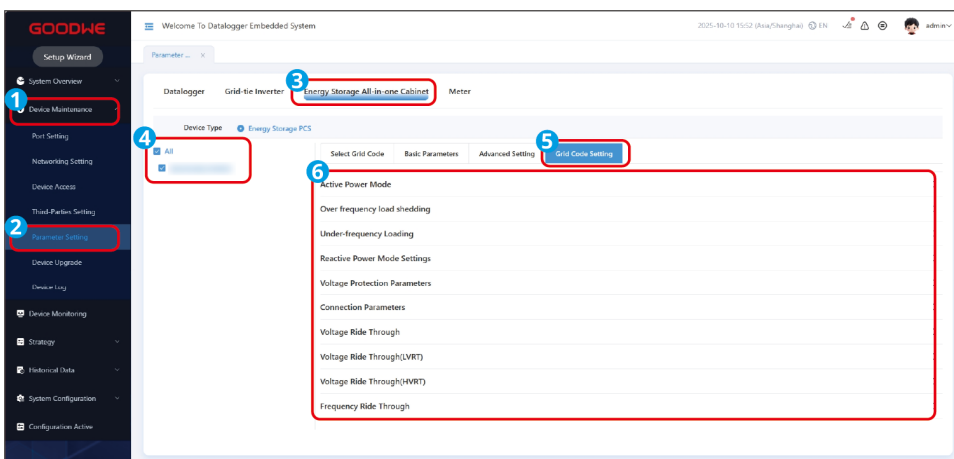 GOODWE
Welcome To Datalogger Embedded System
2025-10-10 15:52 (Asia/Shanghai) EN admin
Setup Wizard
Parameter ... ×
System Overview
3
Datalogger Grid-tie Inverter Energy Storage All-in-one Cabinet Meter
1
Device Maintenance
Device Type Energy Storage PCS
4 5
Port Setting
All
Select Grid Code Basic Parameters Advanced Setting Grid Code Setting
Networking Setting
6
Active Power Mode
Device Access
Over frequency load shedding
Third-Parties Setting
2
Under-frequency Loading
Parameter Setting
Reactive Power Mode Settings
Device Upgrade
Voltage Protection Parameters
Device Log
Connection Parameters
Device Monitoring
Voltage Ride Through
Strategy
Voltage Ride Through(LVRT)
Historical Data
Voltage Ride Through(HVRT)
System Configuration
Frequency Ride Through
Configuration Active